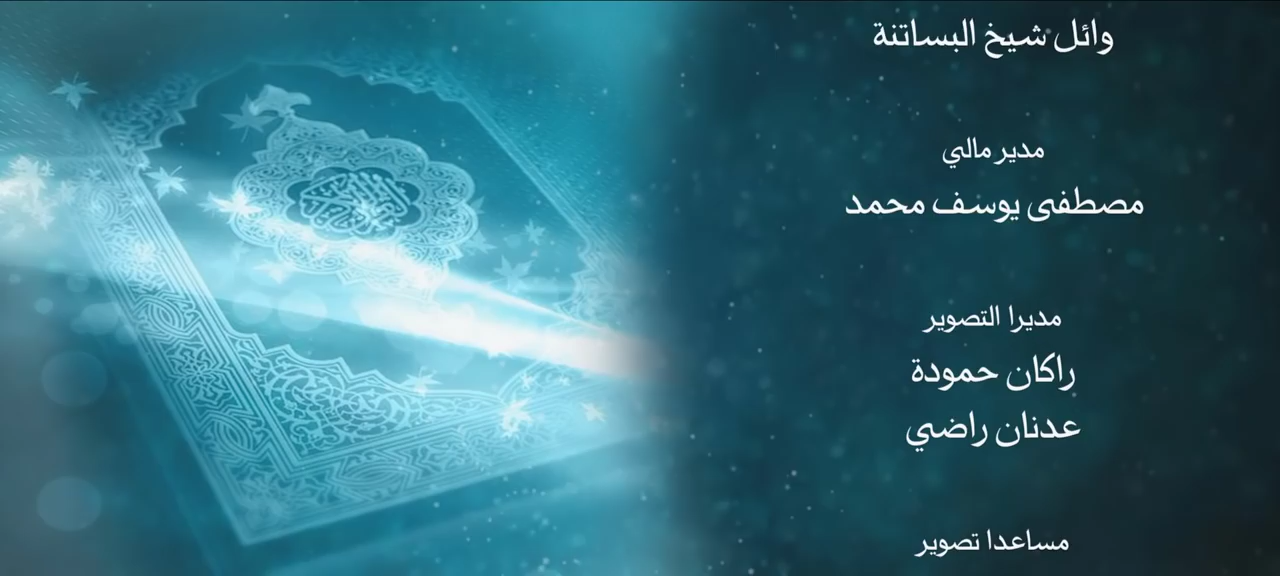 وائل شيخ البساتنة
مدير مالي
مصطفى يوسف محمد
مديرا التصوير
راكان حمودة
عدنان راضي
مساعدا تصوير